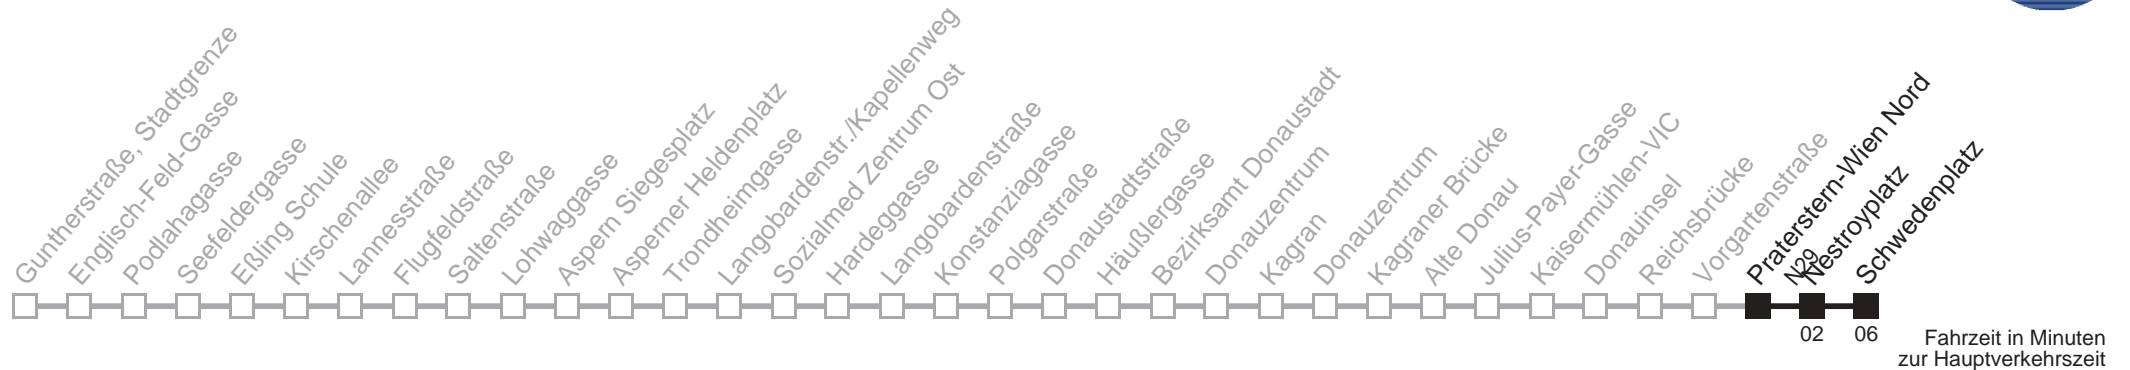 Guntherstraße, Stadtgrenze
Englisch-Feld-Gasse
Podlahagasse
Seefeldergasse
Eßling Schule
Kirschenallee
Lannesstraße
Flugfeldstraße
Saltenstraße
Lohwaggasse
Aspern Siegesplatz
Asperner Heldenplatz
Trondheimgasse
Langobardenstr./Kapellenweg
Sozialmed Zentrum Ost
Hardeggasse
Langobardenstraße
Konstanziagasse
Polgarstraße
Donaustadtstraße
Häußlergasse
Bezirksamt Donaustadt
Donauzentrum
Kagran
Donauzentrum
Kagraner Brücke
Alte Donau
Julius-Payer-Gasse
Kaisermühlen-VIC
Donauinsel
Reichsbrücke
Vorgartenstraße
Praterstern-Wien Nord
N29
Nestroyplatz
Schwedenplatz
02
06
Fahrzeit in Minuten
zur Hauptverkehrszeit